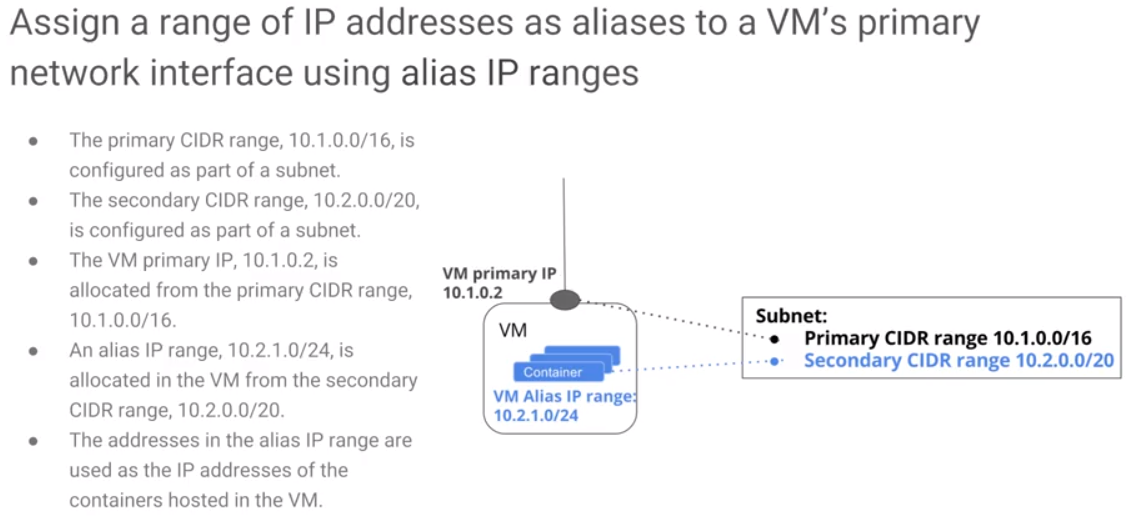 Assign a range of IP addresses as aliases to a VM’s primary
network interface using alias IP ranges
● The primary CIDR range, 10.1.0.0/16, is
configured as part of a subnet.
● The secondary CIDR range, 10.2.0.0/20,
is configured as part of a subnet.
● The VM primary IP, 10.1.0.2, is
allocated from the primary CIDR range,
10.1.0.0/16.
● An alias IP range, 10.2.1.0/24, is
allocated in the VM from the secondary
CIDR range, 10.2.0.0/20.
● The addresses in the alias IP range are
used as the IP addresses of the
containers hosted in the VM.
VM primary IP
10.1.0.2
VM
Container
VM Alias IP range:
10.2.1.0/24
Subnet:
● Primary CIDR range 10.1.0.0/16
● Secondary CIDR range 10.2.0.0/20